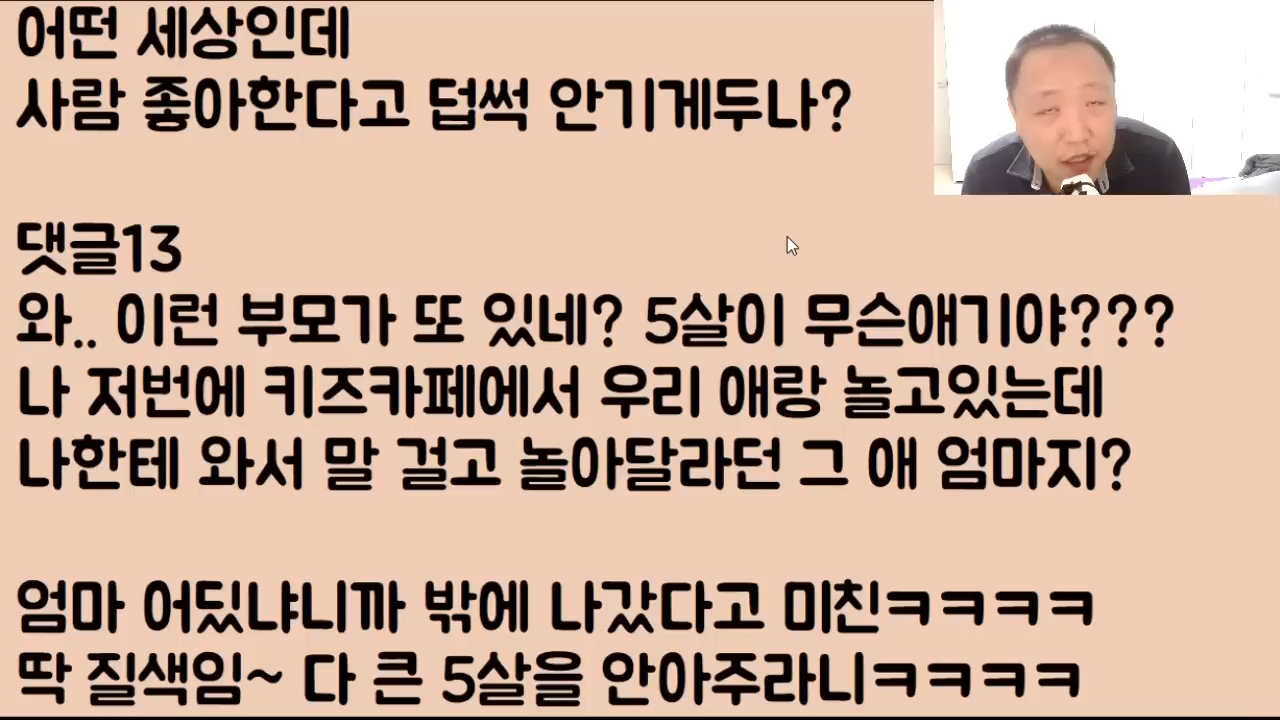 어떤 세상인데
사람 좋아한다고 덥썩 안기게두나?
댓글13
와.. 이런 부모가 또 있네? 5살이 무슨애기야???
나 저번에 키즈카페에서 우리 애랑 놀고있는데
나한테 와서 말 걸고 놀아달라던 그 애 엄마지?
엄마 어딨냐니까 밖에 나갔다고 미친ㅋㅋㅋㅋ
딱 질색임~ 다 큰 5살을 안아주라니ㅋㅋㅋㅋ